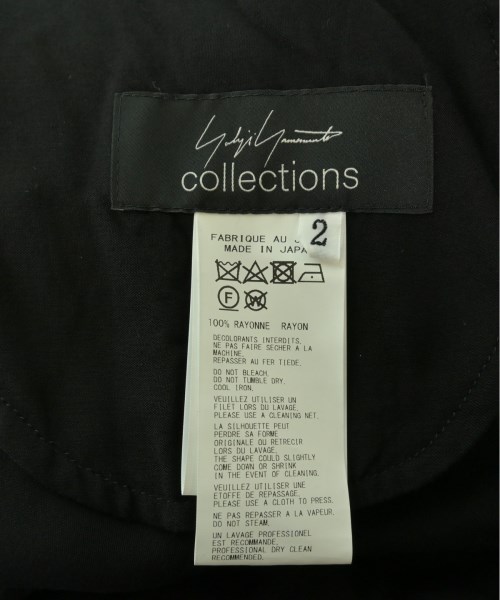 Yohji Yamamoto
collections
2
FABRIQUE AU
MADE IN JAPA
F W
100% RAYONNE RAYON
DECOLORANTS INTERDITS.
NE PAS FAIRE SECHER A LA
MACHINE.
REPASSER AU FER TIEDE.
DO NOT BLEACH.
DO NOT TUMBLE DRY.
COOL IRON.
VEUILLEZ UTILISER UN
FILET LORS DU LAVAGE.
PLEASE USE A CLEANING NET.
LA SILHOUETTE PEUT
PERDRE SA FORME
ORIGINALE OU RETRECIR
LORS DU LAVAGE.
THE SHAPE COULD SLIGHTLY
COME DOWN OR SHRINK
IN THE EVENT OF CLEANING.
VEUILLEZ UTILISER UNE
ETOFFE DE REPASSAGE.
PLEASE USE A CLOTH TO PRESS.
NE PAS REPASSER A LA VAPEUR.
DO NOT STEAM.
UN LAVAGE PROFESSIONEL
EST RECOMMANDE.
PROFESSIONAL DRY CLEAN
RECOMMENDED.